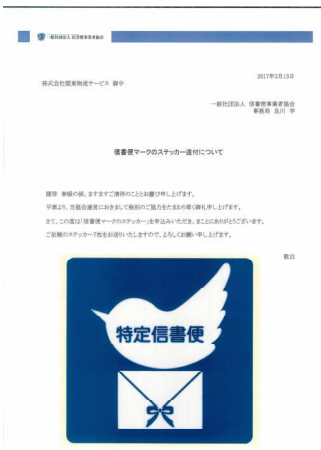 一般社団法人 信書便事業者協会
2017年3月13日
株式会社関東物流サービス 御中
一般社団法人 信書便事業者協会
事務局 及川 学
信書便マークのステッカー送付について
謹啓 春暖の候、ますますご清祥のこととお慶び申し上げます。
平素より、当協会運営におきまして格別のご協力をたまわり厚く御礼申し上げます。
さて、この度は「信書便マークのステッカー」を申込みいただき、まことにありがとうございます。
ご依頼のステッカー7枚をお送りいたしますので、よろしくお願い申し上げます。
敬白
特定信書便